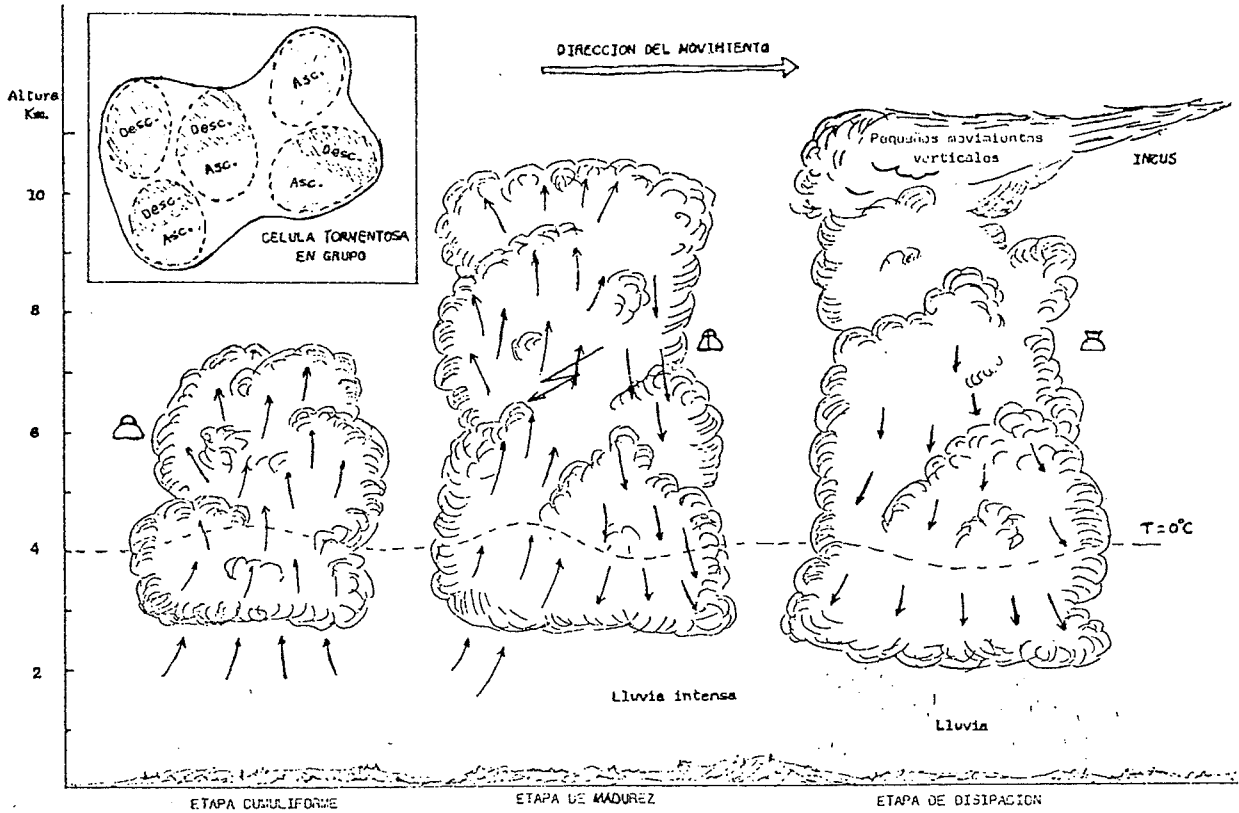 DIRECCION DEL MOVIMIENTO
Altura
Km.
Asc.
Desc.
Desc.
Asc.
Desc.
Asc.
Desc.
Asc.
CELULA TORMENTOSA
EN GRUPO
Pequeños movimientos
verticales
INCUS
10
8
6
4
2
T=0°C
Lluvia intensa
Lluvia
ETAPA CUMULIFORME
ETAPA DE MADUREZ
ETAPA DE DISIPACION